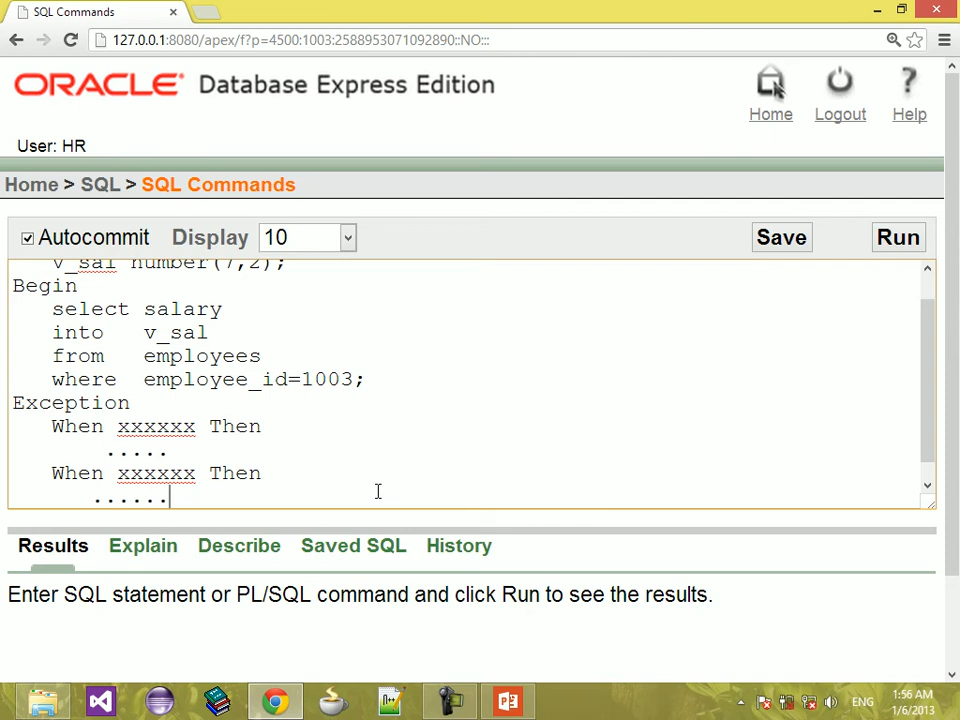 SQL Commands
127.0.0.1:8080/apex/f?p=4500:1003:2588953071092890::NO:::
ORACLE® Database Express Edition
Home Logout Help
User: HR
Home > SQL > SQL Commands
Autocommit Display 10 Save Run
v_sal number(7,2);
Begin
select salary
into v_sal
from employees
where employee_id=1003;
Exception
When xxxxxx Then
.....
When xxxxxx Then
......
Results Explain Describe Saved SQL History
Enter SQL statement or PL/SQL command and click Run to see the results.
ENG
1:56 AM
1/6/2013